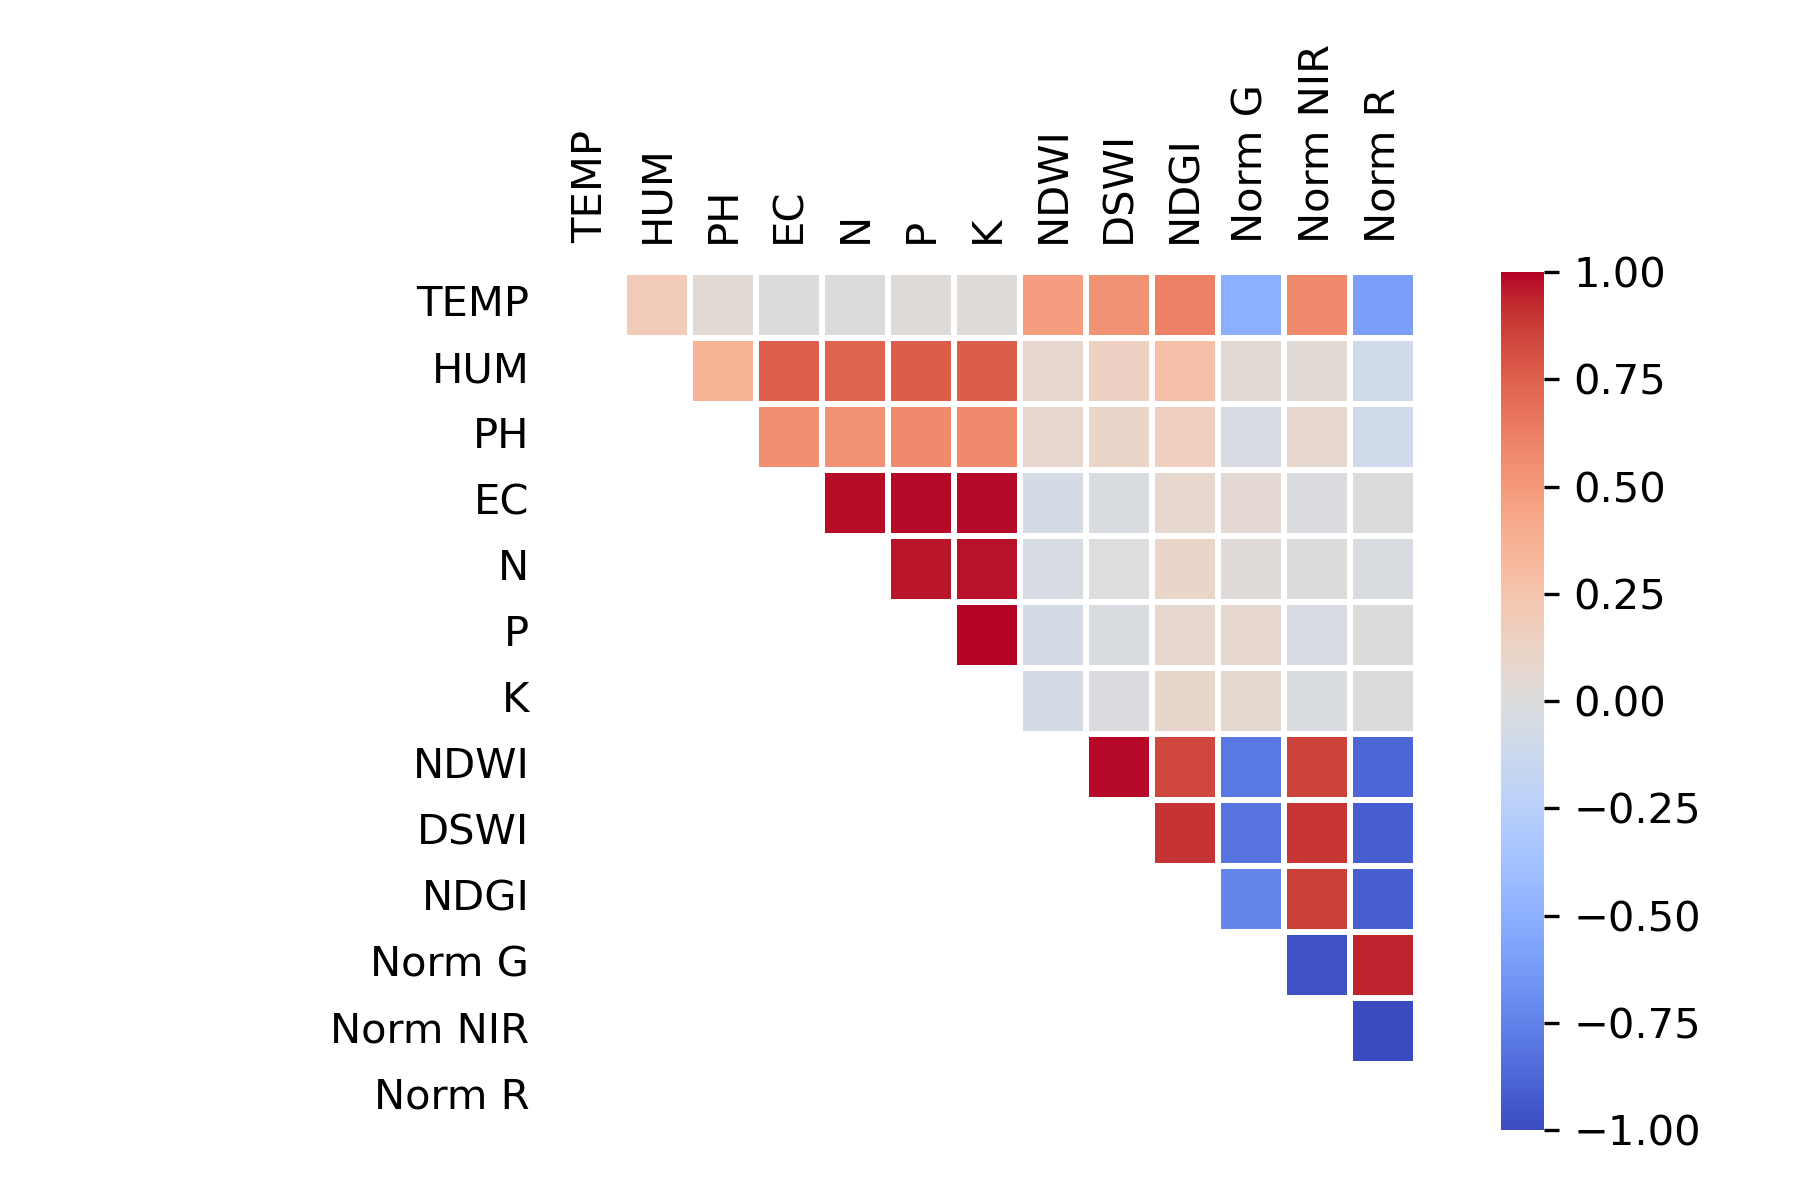 TEMP HUM PH EC N P K NDWI DSWI NDGI Norm G Norm NIR Norm R
TEMP
HUM
PH
EC
N
P
K
NDWI
DSWI
NDGI
Norm G
Norm NIR
Norm R
1.00
0.75
0.50
0.25
0.00
−0.25
−0.50
−0.75
−1.00